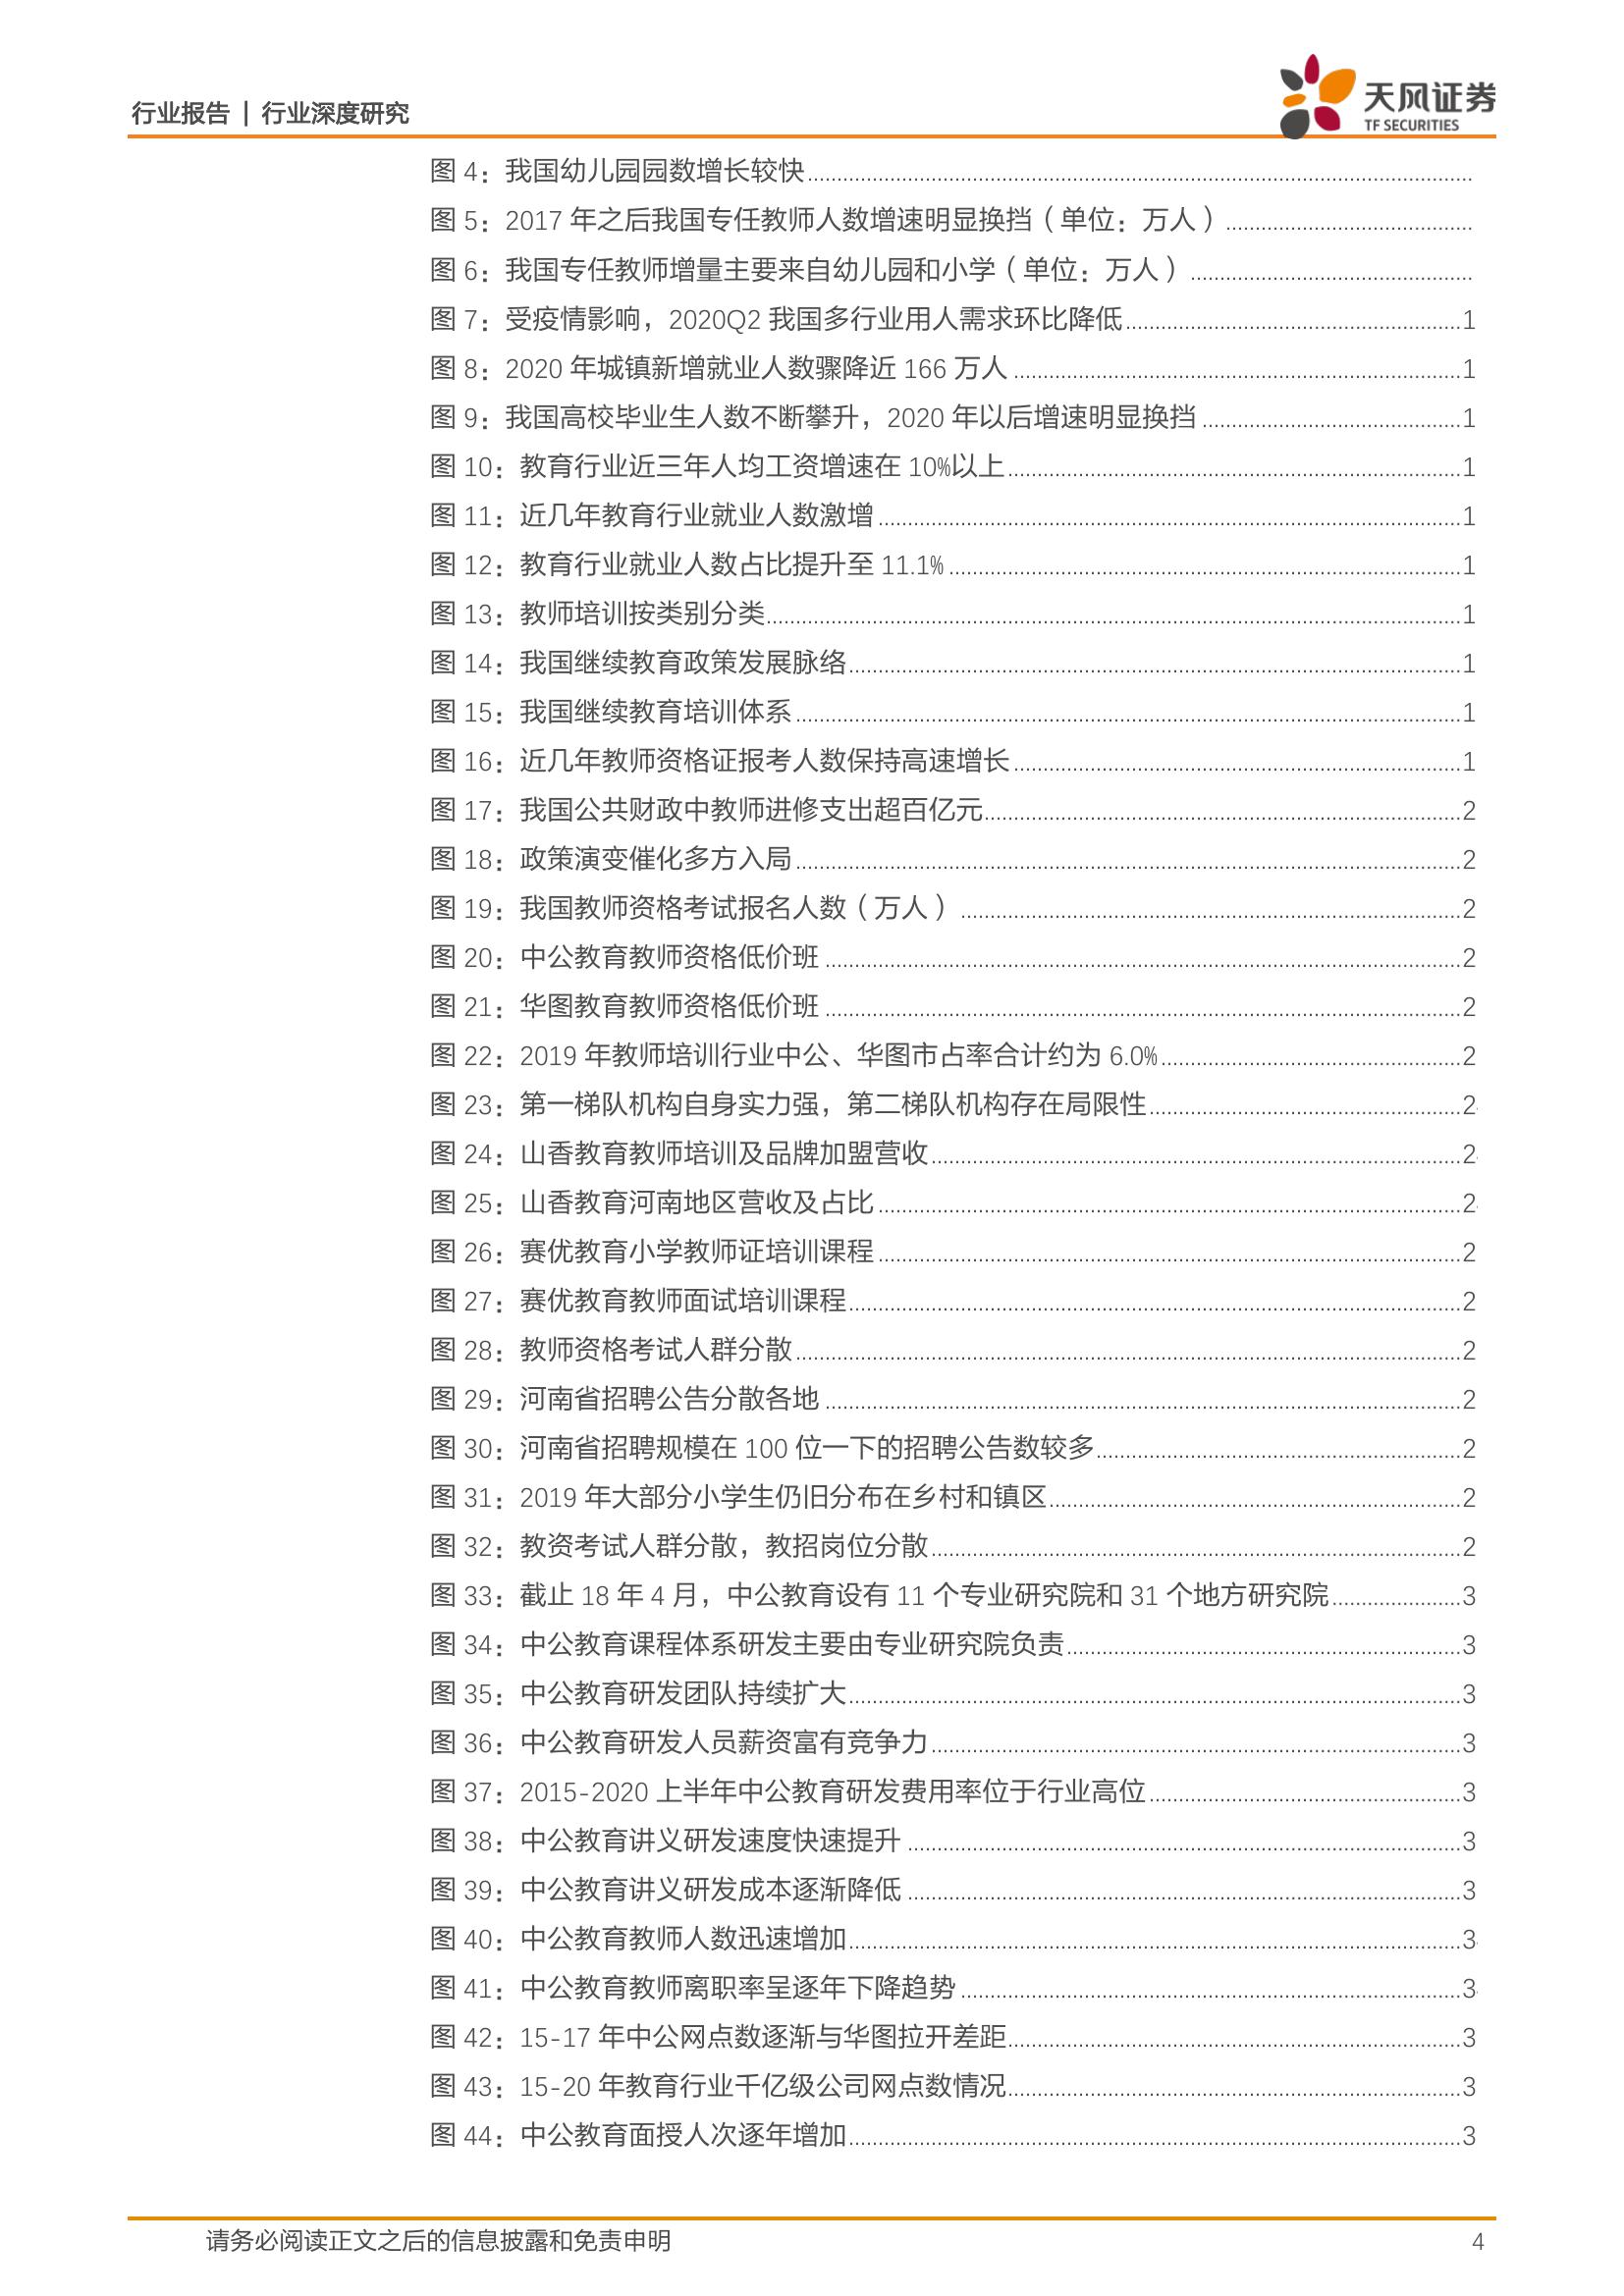 行业报告 | 行业深度研究
天风证券
TF SECURITIES
图 4：我国幼儿园园数增长较快
图 5：2017 年之后我国专任教师人数增速明显换挡（单位：万人）
图 6：我国专任教师增量主要来自幼儿园和小学（单位：万人）
图 7：受疫情影响，2020Q2 我国多行业用人需求环比降低 1
图 8：2020 年城镇新增就业人数骤降近 166 万人 1
图 9：我国高校毕业生人数不断攀升，2020 年以后增速明显换挡 1
图 10：教育行业近三年人均工资增速在 10%以上 1
图 11：近几年教育行业就业人数激增 1
图 12：教育行业就业人数占比提升至 11.1% 1
图 13：教师培训按类别分类 1
图 14：我国继续教育政策发展脉络 1
图 15：我国继续教育培训体系 1
图 16：近几年教师资格证报考人数保持高速增长 1
图 17：我国公共财政中教师进修支出超百亿元 2
图 18：政策演变催化多方入局 2
图 19：我国教师资格考试报名人数（万人） 2
图 20：中公教育教师资格低价班 2
图 21：华图教育教师资格低价班 2
图 22：2019 年教师培训行业中公、华图市占率合计约为 6.0% 2
图 23：第一梯队机构自身实力强，第二梯队机构存在局限性 2
图 24：山香教育教师培训及品牌加盟营收 2
图 25：山香教育河南地区营收及占比 2
图 26：赛优教育小学教师证培训课程 2
图 27：赛优教育教师面试培训课程 2
图 28：教师资格考试人群分散 2
图 29：河南省招聘公告分散各地 2
图 30：河南省招聘规模在 100 位一下的招聘公告数较多 2
图 31：2019 年大部分小学生仍旧分布在乡村和镇区 2
图 32：教资考试人群分散，教招岗位分散 2
图 33：截止 18 年 4 月，中公教育设有 11 个专业研究院和 31 个地方研究院 3
图 34：中公教育课程体系研发主要由专业研究院负责 3
图 35：中公教育研发团队持续扩大 3
图 36：中公教育研发人员薪资富有竞争力 3
图 37：2015-2020 上半年中公教育研发费用率位于行业高位 3
图 38：中公教育讲义研发速度快速提升 3
图 39：中公教育讲义研发成本逐渐降低 3
图 40：中公教育教师人数迅速增加 3
图 41：中公教育教师离职率呈逐年下降趋势 3
图 42：15-17 年中公网点数逐渐与华图拉开差距 3
图 43：15-20 年教育行业千亿级公司网点数情况 3
图 44：中公教育面授人次逐年增加 3
请务必阅读正文之后的信息披露和免责申明 4